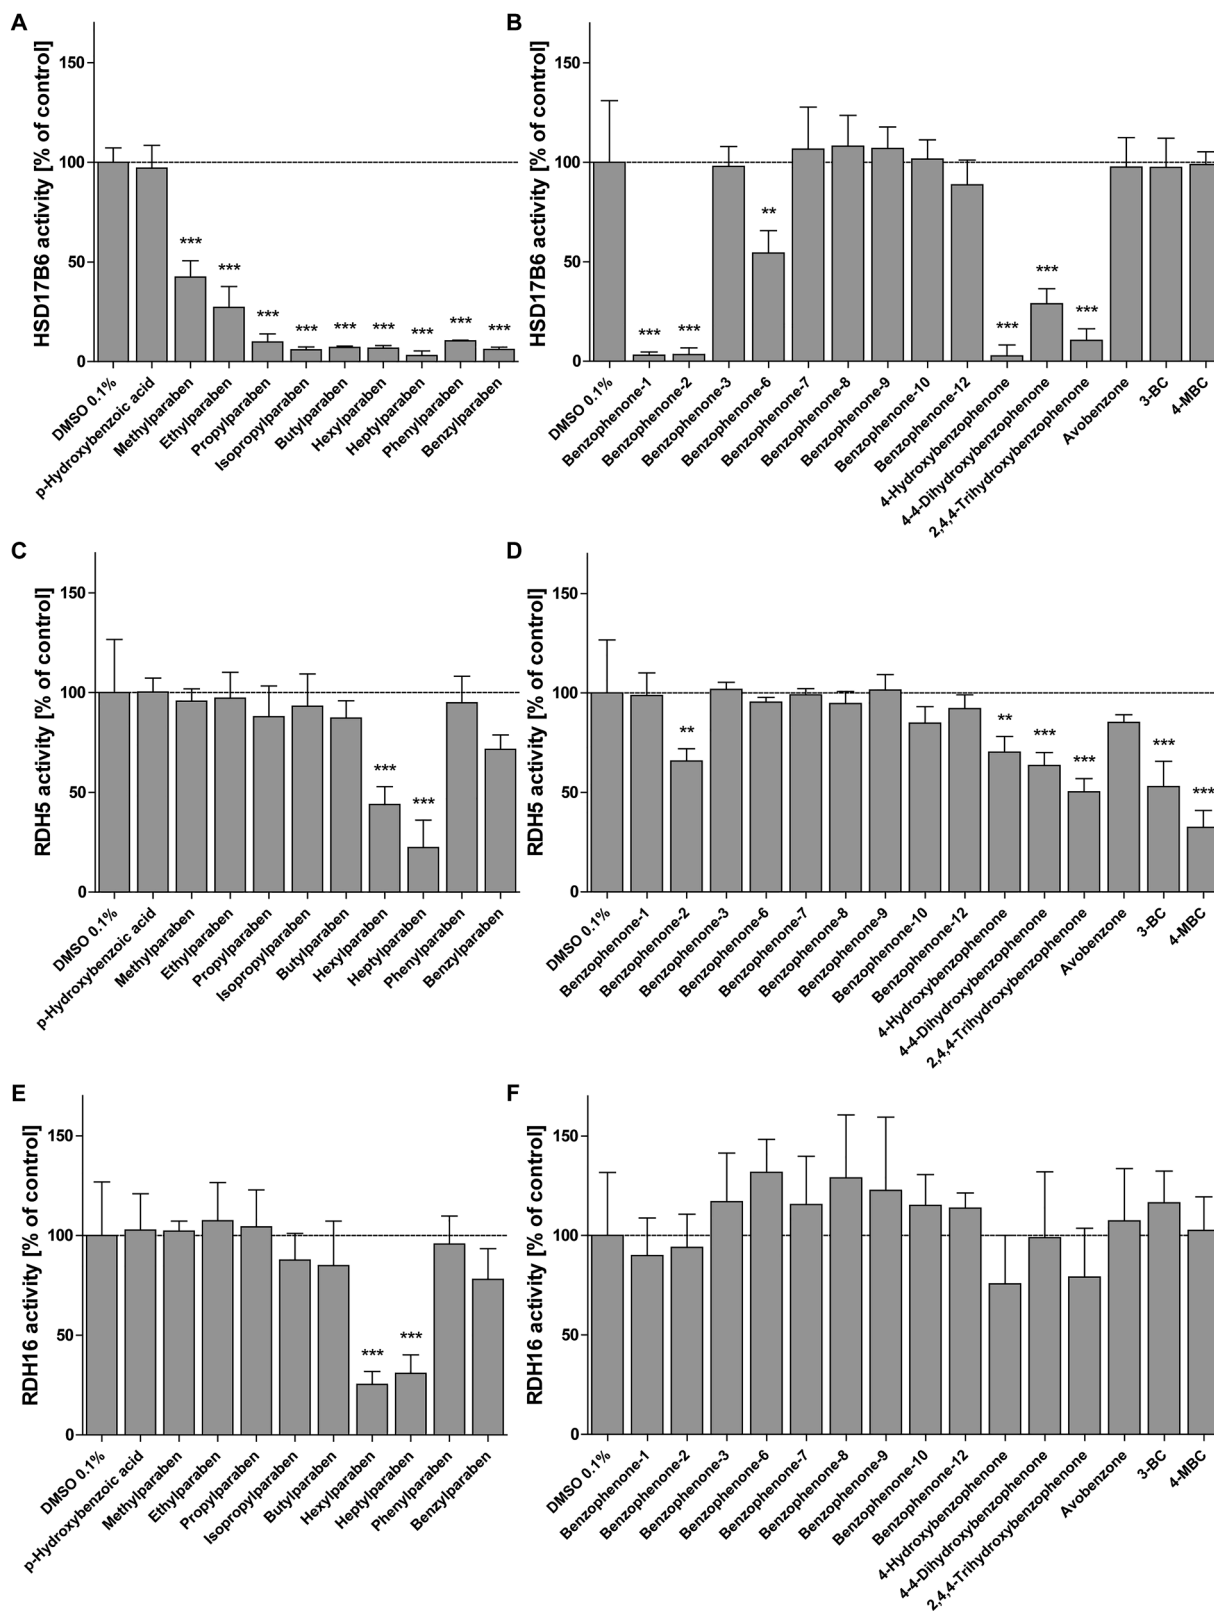 A
HSD17B6 activity [% of control]
150
100
50
0
***
***
***
***
***
***
***
***
***
DMSO 0.1%
p-Hydroxybenzoic acid
Methylparaben
Ethylparaben
Propylparaben
Isopropylparaben
Butylparaben
Hexylparaben
Heptylparaben
Phenylparaben
Benzylparaben
B
HSD17B6 activity [% of control]
150
100
50
0
***
***
**
***
***
***
DMSO 0.1%
Benzophenone-1
Benzophenone-2
Benzophenone-3
Benzophenone-6
Benzophenone-7
Benzophenone-8
Benzophenone-9
Benzophenone-10
Benzophenone-12
4-Hydroxybenzophenone
4-4-Dihydroxybenzophenone
2,4,4-Trihydroxybenzophenone
Avobenzone
3-BC
4-MBC
C
RDH5 activity [% of control]
150
100
50
0
***
***
DMSO 0.1%
p-Hydroxybenzoic acid
Methylparaben
Ethylparaben
Propylparaben
Isopropylparaben
Butylparaben
Hexylparaben
Heptylparaben
Phenylparaben
Benzylparaben
D
RDH5 activity [% of control]
150
100
50
0
**
**
***
***
***
***
DMSO 0.1%
Benzophenone-1
Benzophenone-2
Benzophenone-3
Benzophenone-6
Benzophenone-7
Benzophenone-8
Benzophenone-9
Benzophenone-10
Benzophenone-12
4-Hydroxybenzophenone
4-4-Dihydroxybenzophenone
2,4,4-Trihydroxybenzophenone
Avobenzone
3-BC
4-MBC
E
RDH16 activity [% of control]
150
100
50
0
***
***
DMSO 0.1%
p-Hydroxybenzoic acid
Methylparaben
Ethylparaben
Propylparaben
Isopropylparaben
Butylparaben
Hexylparaben
Heptylparaben
Phenylparaben
Benzylparaben
F
RDH16 activity [% of control]
150
100
50
0
DMSO 0.1%
Benzophenone-1
Benzophenone-2
Benzophenone-3
Benzophenone-6
Benzophenone-7
Benzophenone-8
Benzophenone-9
Benzophenone-10
Benzophenone-12
4-Hydroxybenzophenone
4-4-Dihydroxybenzophenone
2,4,4-Trihydroxybenzophenone
Avobenzone
3-BC
4-MBC